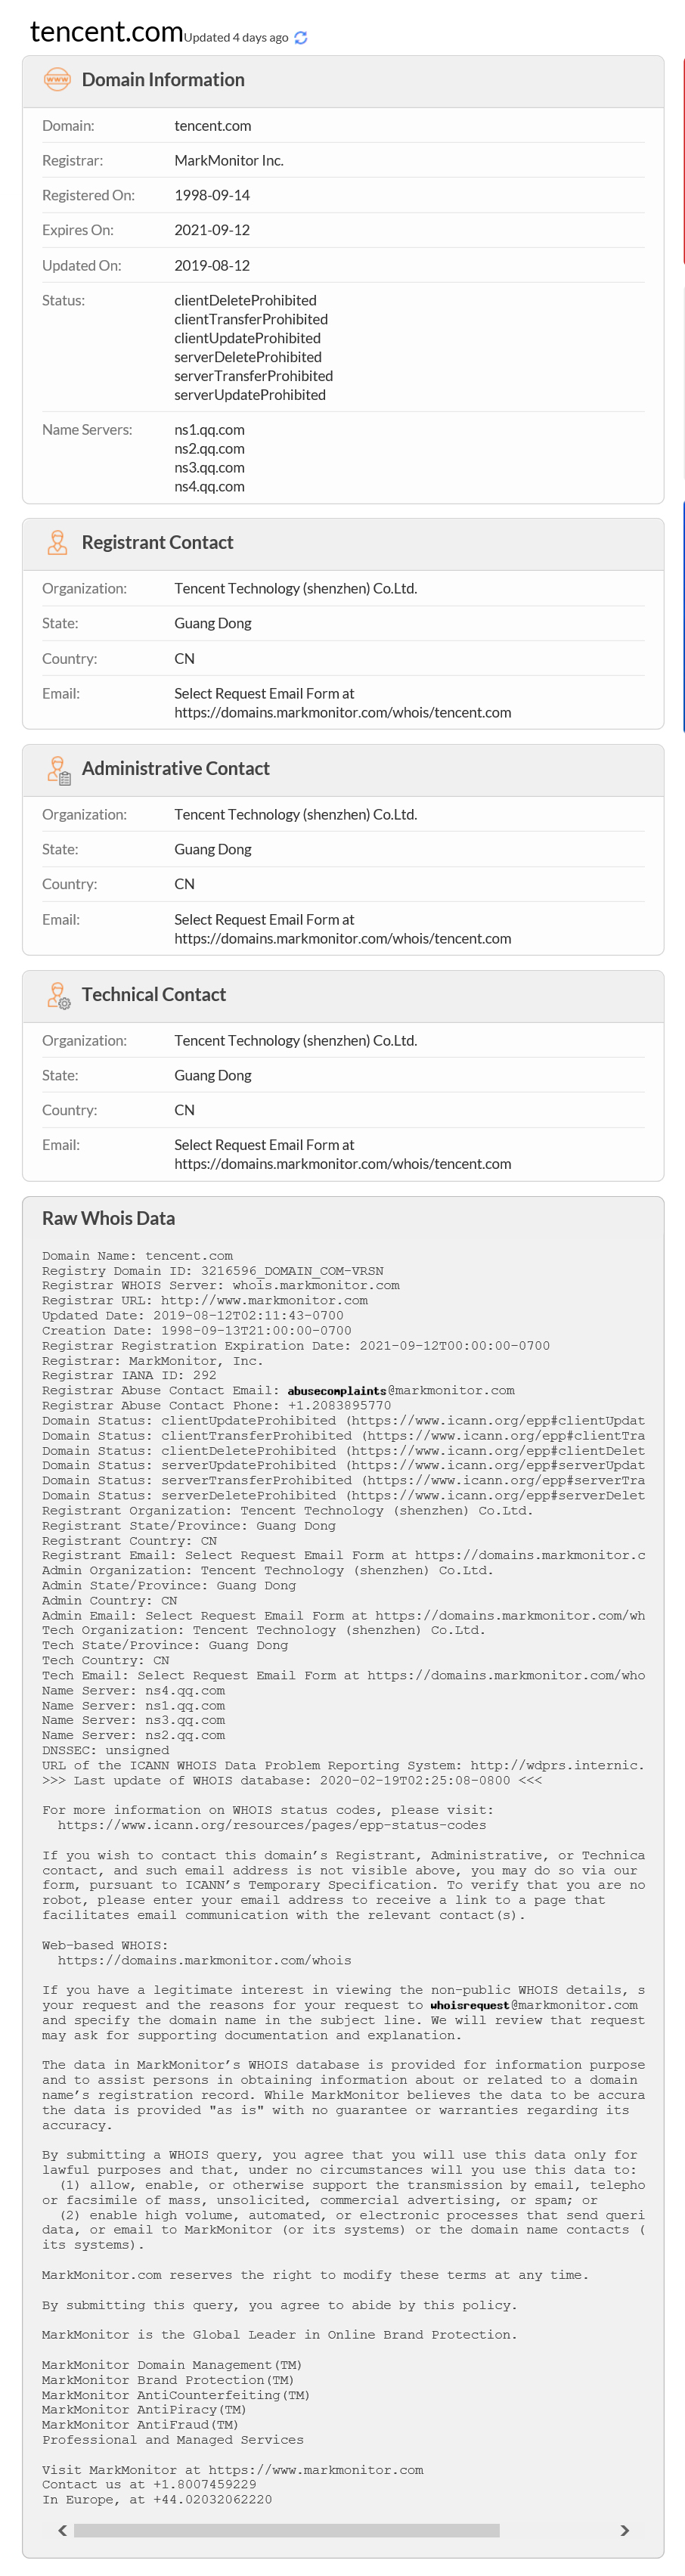 tencent.com Updated 4 days ago
www Domain Information
Domain: tencent.com
Registrar: MarkMonitor Inc.
Registered On: 1998-09-14
Expires On: 2021-09-12
Updated On: 2019-08-12
Status: clientDeleteProhibited
clientTransferProhibited
clientUpdateProhibited
serverDeleteProhibited
serverTransferProhibited
serverUpdateProhibited
Name Servers: ns1.qq.com
ns2.qq.com
ns3.qq.com
ns4.qq.com
Registrant Contact
Organization: Tencent Technology (shenzhen) Co.Ltd.
State: Guang Dong
Country: CN
Email: Select Request Email Form at
https://domains.markmonitor.com/whois/tencent.com
Administrative Contact
Organization: Tencent Technology (shenzhen) Co.Ltd.
State: Guang Dong
Country: CN
Email: Select Request Email Form at
https://domains.markmonitor.com/whois/tencent.com
Technical Contact
Organization: Tencent Technology (shenzhen) Co.Ltd.
State: Guang Dong
Country: CN
Email: Select Request Email Form at
https://domains.markmonitor.com/whois/tencent.com
Raw Whois Data
Domain Name: tencent.com
Registry Domain ID: 3216596_DOMAIN_COM-VRSN
Registrar WHOIS Server: whois.markmonitor.com
Registrar URL: http://www.markmonitor.com
Updated Date: 2019-08-12T02:11:43-0700
Creation Date: 1998-09-13T21:00:00-0700
Registrar Registration Expiration Date: 2021-09-12T00:00:00-0700
Registrar: MarkMonitor, Inc.
Registrar IANA ID: 292
Registrar Abuse Contact Email: abusecomplaints@markmonitor.com
Registrar Abuse Contact Phone: +1.2083895770
Domain Status: clientUpdateProhibited (https://www.icann.org/epp#clientUpdat
Domain Status: clientTransferProhibited (https://www.icann.org/epp#clientTra
Domain Status: clientDeleteProhibited (https://www.icann.org/epp#clientDelet
Domain Status: serverUpdateProhibited (https://www.icann.org/epp#serverUpdat
Domain Status: serverTransferProhibited (https://www.icann.org/epp#serverTra
Domain Status: serverDeleteProhibited (https://www.icann.org/epp#serverDelet
Registrant Organization: Tencent Technology (shenzhen) Co.Ltd.
Registrant State/Province: Guang Dong
Registrant Country: CN
Registrant Email: Select Request Email Form at https://domains.markmonitor.c
Admin Organization: Tencent Technology (shenzhen) Co.Ltd.
Admin State/Province: Guang Dong
Admin Country: CN
Admin Email: Select Request Email Form at https://domains.markmonitor.com/wh
Tech Organization: Tencent Technology (shenzhen) Co.Ltd.
Tech State/Province: Guang Dong
Tech Country: CN
Tech Email: Select Request Email Form at https://domains.markmonitor.com/who
Name Server: ns4.qq.com
Name Server: ns1.qq.com
Name Server: ns3.qq.com
Name Server: ns2.qq.com
DNSSEC: unsigned
URL of the ICANN WHOIS Data Problem Reporting System: http://wdprs.internic.
>>> Last update of WHOIS database: 2020-02-19T02:25:08-0800 <<<
For more information on WHOIS status codes, please visit:
https://www.icann.org/resources/pages/epp-status-codes
If you wish to contact this domain’s Registrant, Administrative, or Technica
contact, and such email address is not visible above, you may do so via our
form, pursuant to ICANN’s Temporary Specification. To verify that you are no
robot, please enter your email address to receive a link to a page that
facilitates email communication with the relevant contact(s).
Web-based WHOIS:
https://domains.markmonitor.com/whois
If you have a legitimate interest in viewing the non-public WHOIS details, s
your request and the reasons for your request to whoisrequest@markmonitor.com
and specify the domain name in the subject line. We will review that request
may ask for supporting documentation and explanation.
The data in MarkMonitor’s WHOIS database is provided for information purpose
and to assist persons in obtaining information about or related to a domain
name’s registration record. While MarkMonitor believes the data to be accura
the data is provided "as is" with no guarantee or warranties regarding its
accuracy.
By submitting a WHOIS query, you agree that you will use this data only for
lawful purposes and that, under no circumstances will you use this data to:
(1) allow, enable, or otherwise support the transmission by email, telepho
or facsimile of mass, unsolicited, commercial advertising, or spam; or
(2) enable high volume, automated, or electronic processes that send queri
data, or email to MarkMonitor (or its systems) or the domain name contacts (
its systems).
MarkMonitor.com reserves the right to modify these terms at any time.
By submitting this query, you agree to abide by this policy.
MarkMonitor is the Global Leader in Online Brand Protection.
MarkMonitor Domain Management(TM)
MarkMonitor Brand Protection(TM)
MarkMonitor AntiCounterfeiting(TM)
MarkMonitor AntiPiracy(TM)
MarkMonitor AntiFraud(TM)
Professional and Managed Services
Visit MarkMonitor at https://www.markmonitor.com
Contact us at +1.8007459229
In Europe, at +44.02032062220